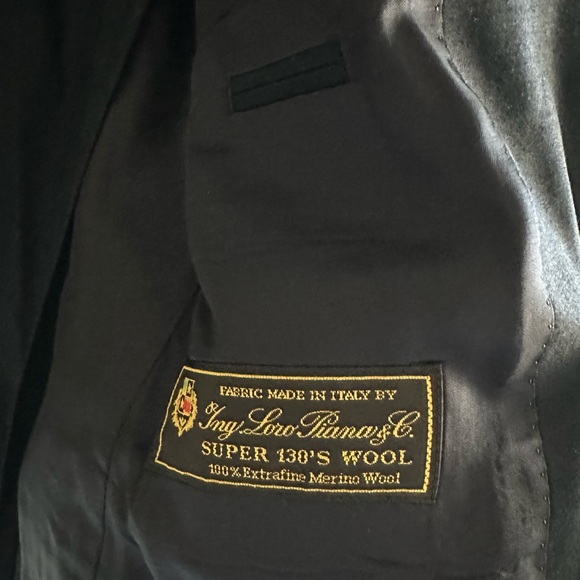 FABRIC MADE IN ITALY BY
Ing. Loro Piana & C.
SUPER 130'S WOOL
100% Extrafine Merino Wool